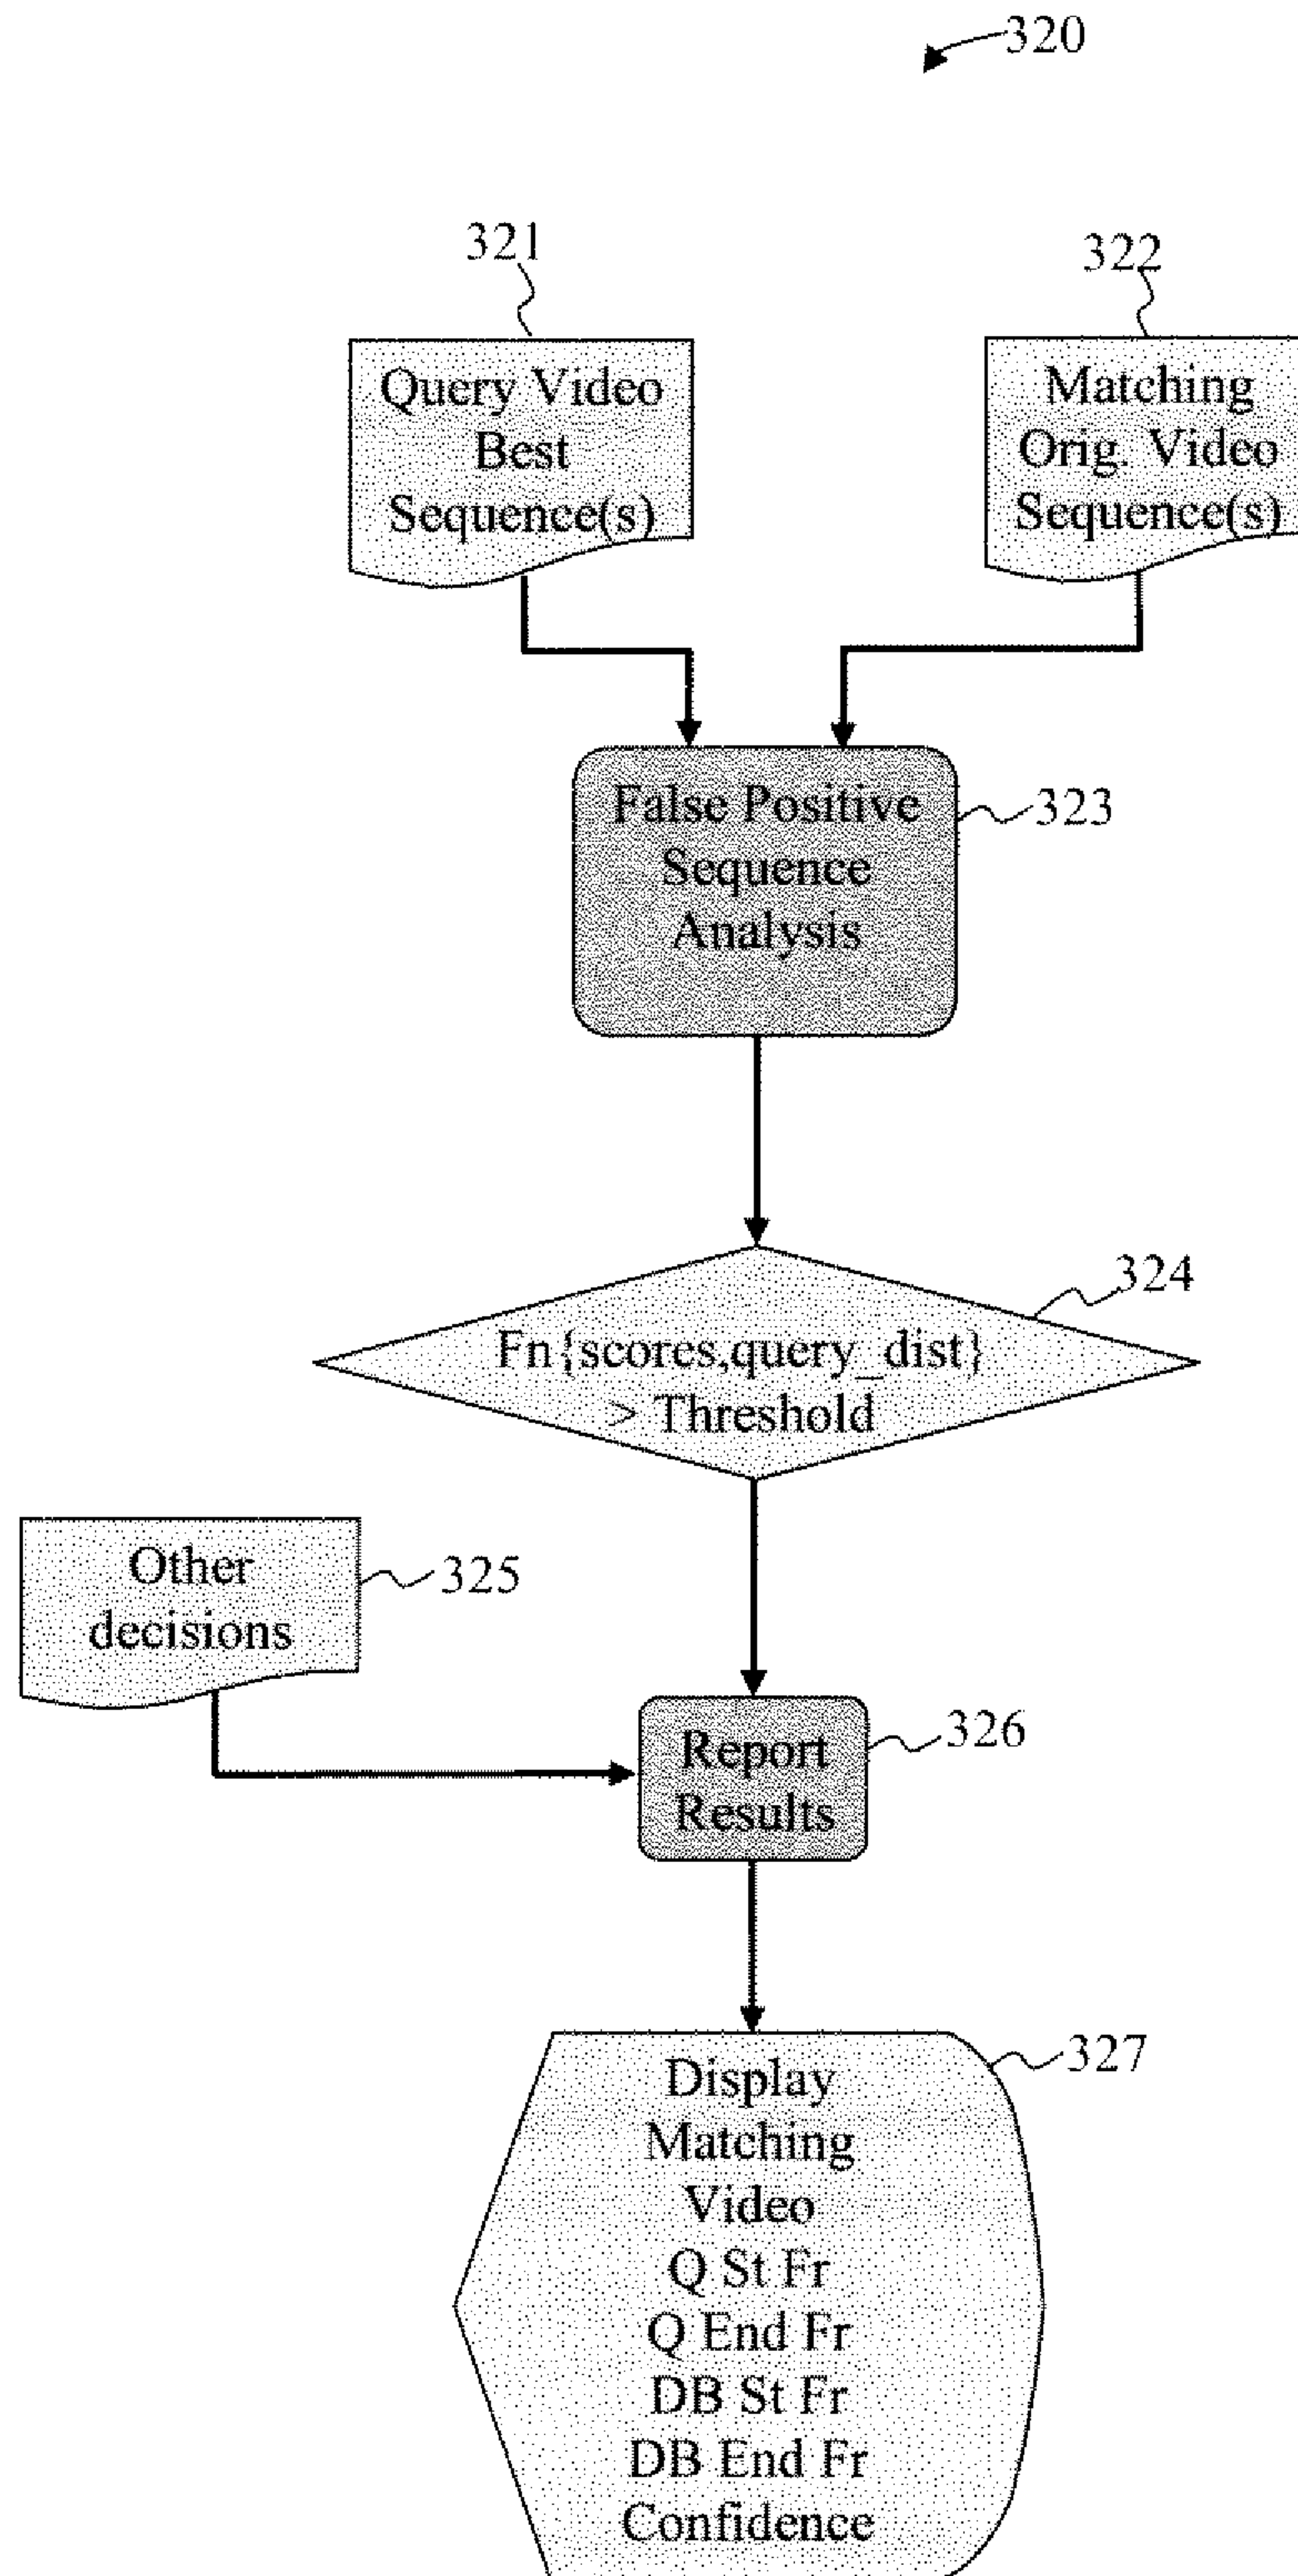 320
321
322
Query Video
Best
Sequence(s)
Matching
Orig. Video
Sequence(s)
False Positive
Sequence
Analysis
323
324
Fn{scores,query_dist}
> Threshold
Other
decisions
325
Report
Results
326
327
Display
Matching
Video
Q St Fr
Q End Fr
DB St Fr
DB End Fr
Confidence